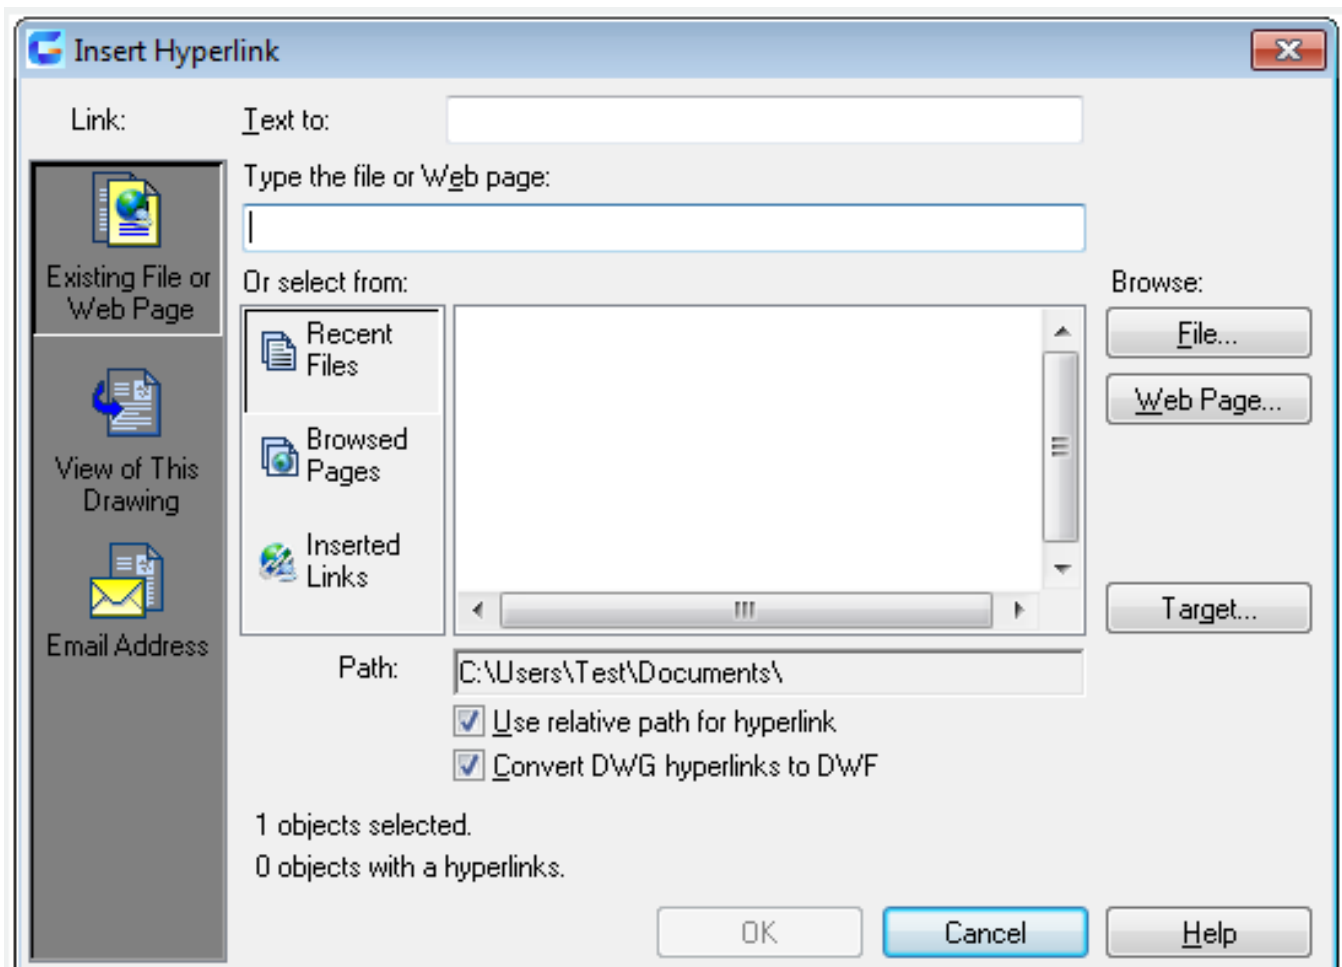 Insert Hyperlink
Link:
Text to:
Type the file or Web page:
Existing File or
Web Page
View of This
Drawing
Email Address
Or select from:
Recent
Files
Browsed
Pages
Inserted
Links
Browse:
File...
Web Page...
Target...
Path:
C:\Users\Test\Documents\
Use relative path for hyperlink
Convert DWG hyperlinks to DWF
1 objects selected.
0 objects with a hyperlinks.
OK
Cancel
Help